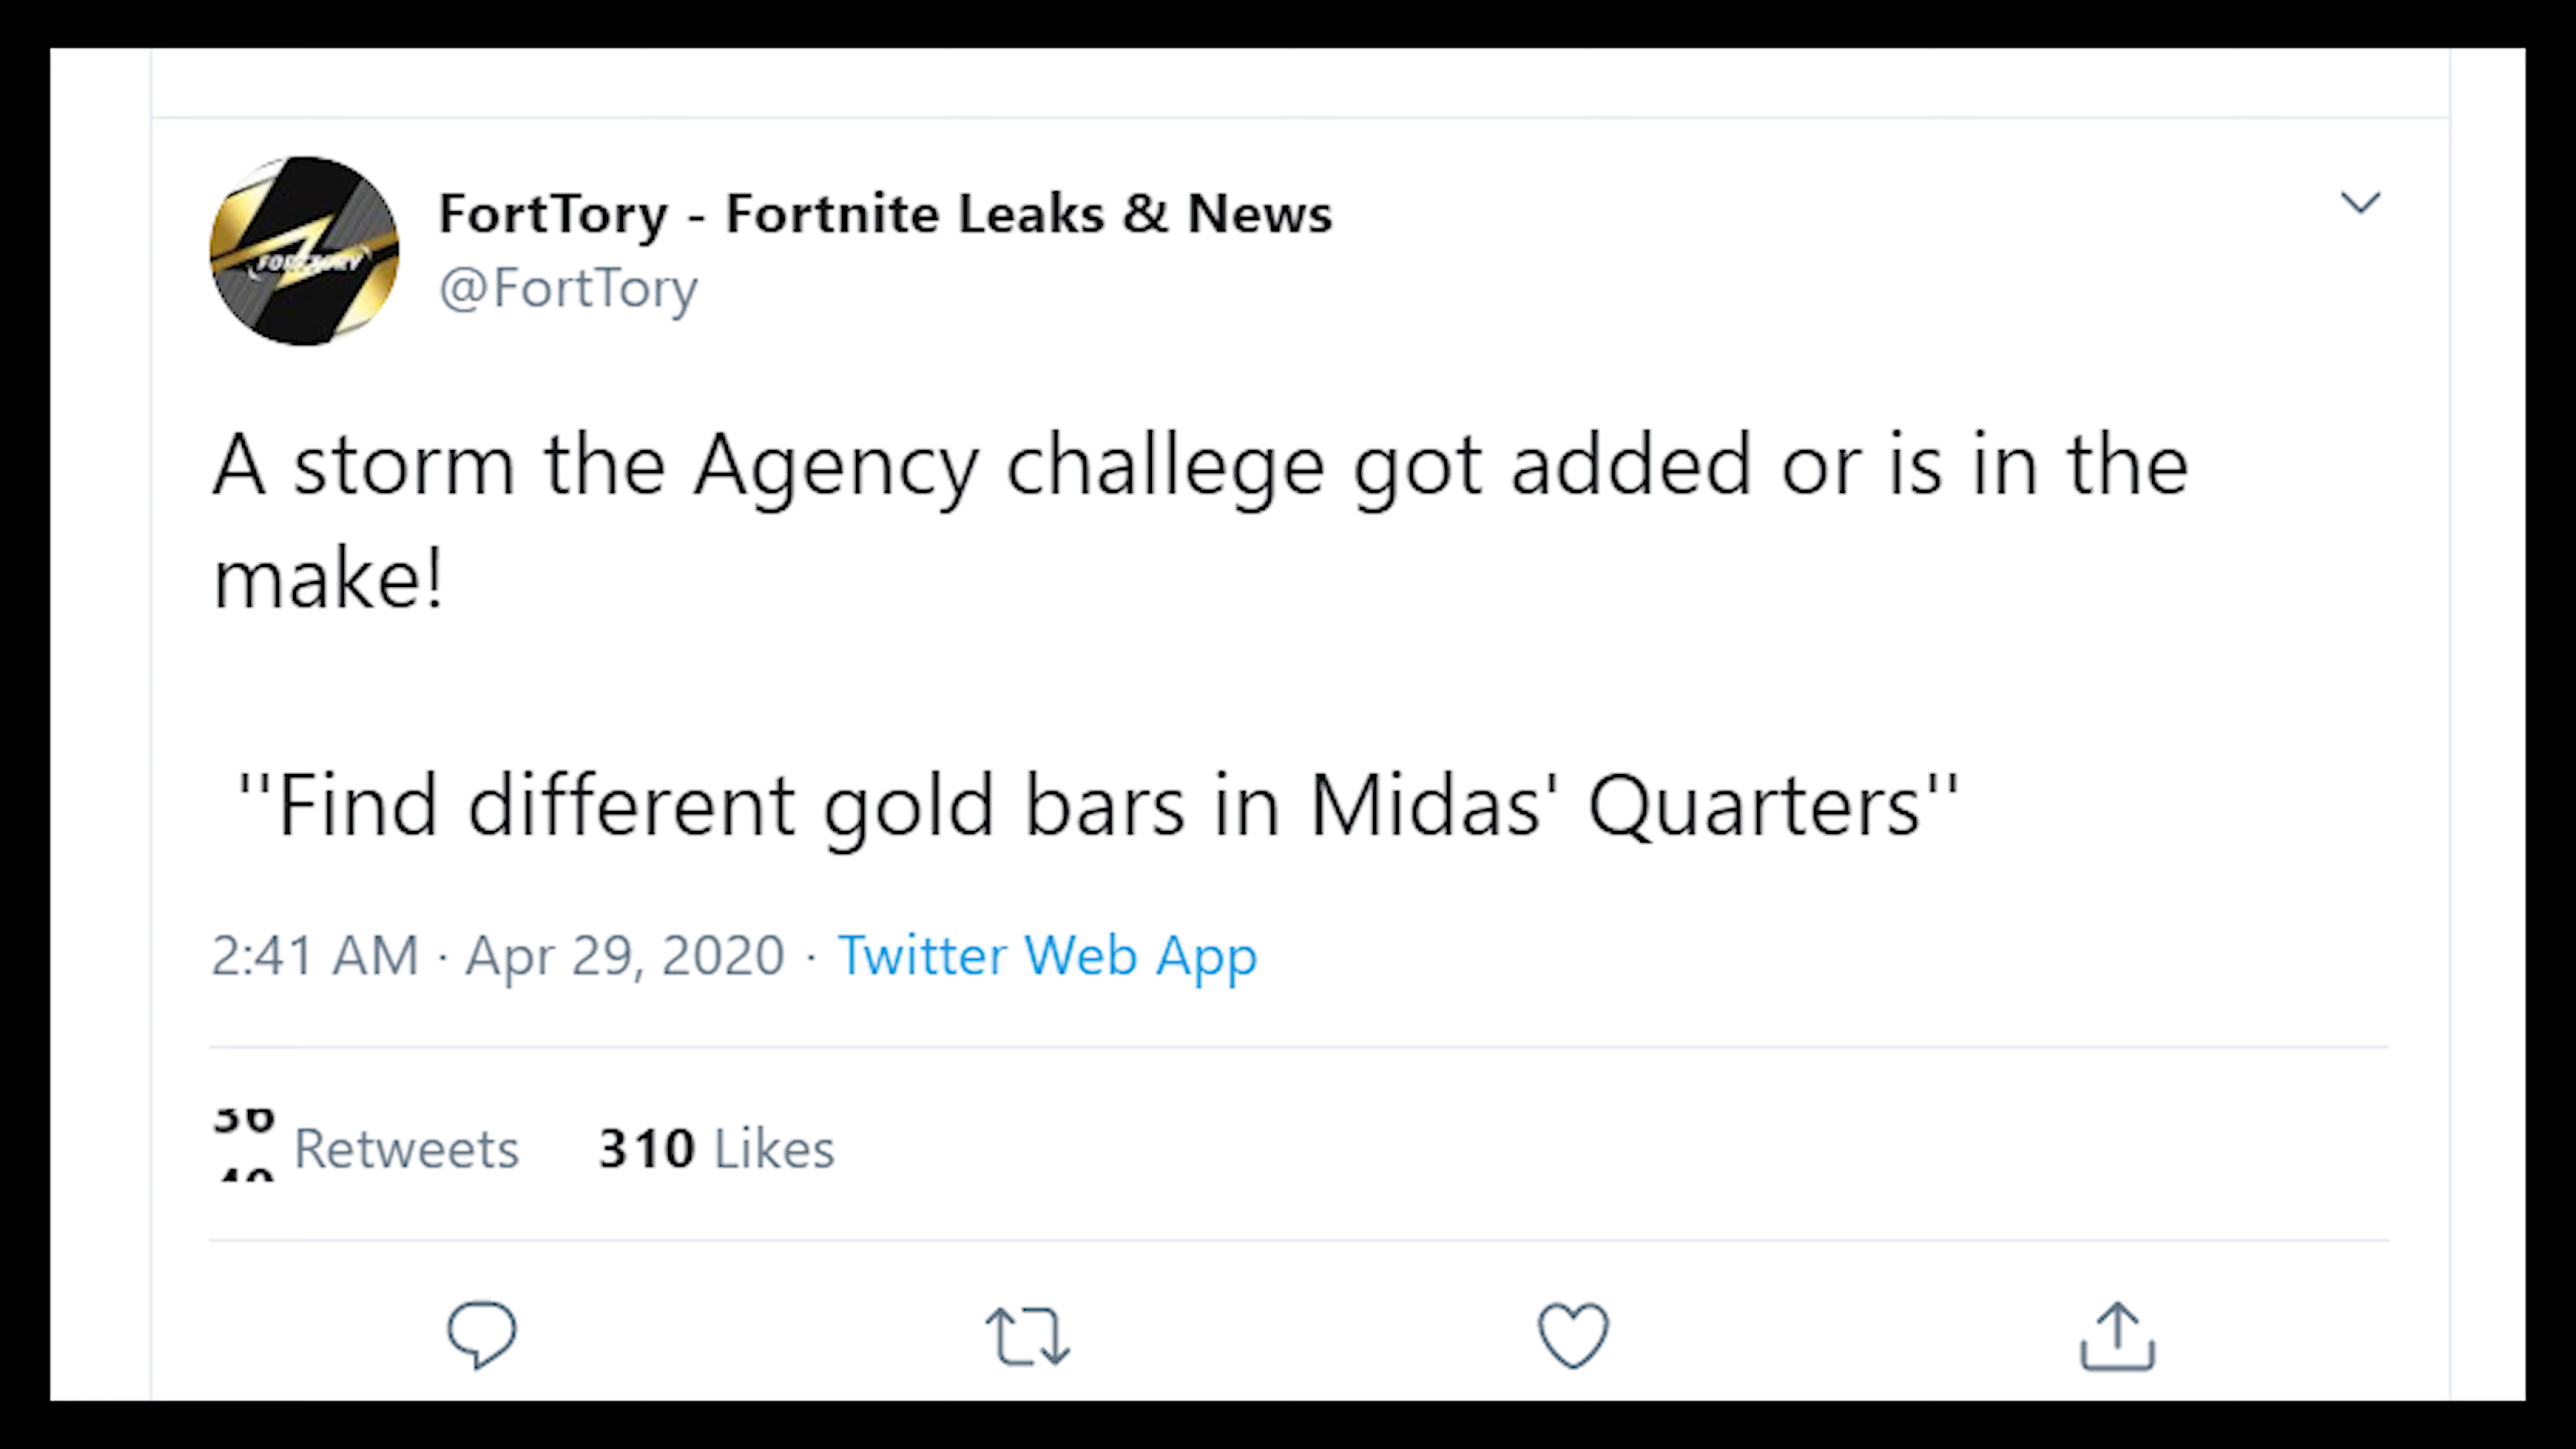 FortTory - Fortnite Leaks & News
@FortTory
A storm the Agency challege got added or is in the
make!
"Find different gold bars in Midas' Quarters"
2:41 AM · Apr 29, 2020 · Twitter Web App
Retweets 310 Likes